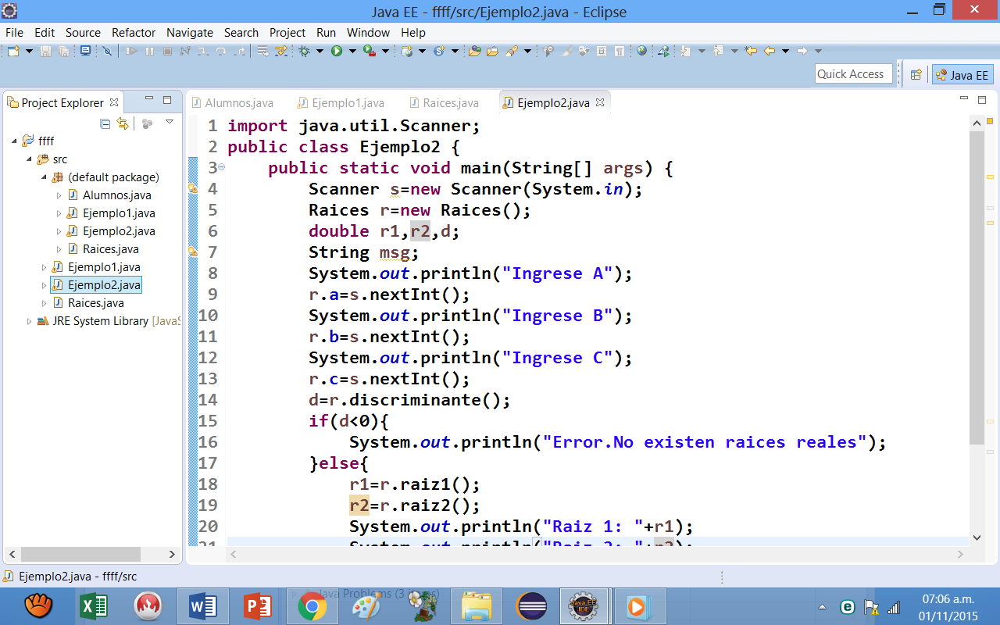 Java EE - ffff/src/Ejemplo2.java - Eclipse
File Edit Source Refactor Navigate Search Project Run Window Help
Quick Access Java EE
Project Explorer
ffff
src
(default package)
Alumnos.java
Ejemplo1.java
Ejemplo2.java
Raices.java
Ejemplo1.java
Ejemplo2.java
Raices.java
JRE System Library [JavaS
Alumnos.java Ejemplo1.java Raices.java Ejemplo2.java
1 import java.util.Scanner;
2 public class Ejemplo2 {
3 public static void main(String[] args) {
4 Scanner s=new Scanner(System.in);
5 Raices r=new Raices();
6 double r1,r2,d;
7 String msg;
8 System.out.println("Ingrese A");
9 r.a=s.nextInt();
10 System.out.println("Ingrese B");
11 r.b=s.nextInt();
12 System.out.println("Ingrese C");
13 r.c=s.nextInt();
14 d=r.discriminante();
15 if(d<0){
16 System.out.println("Error.No existen raices reales");
17 }else{
18 r1=r.raiz1();
19 r2=r.raiz2();
20 System.out.println("Raiz 1: "+r1);
21 System.out.println("Raiz 2: "+r2);
Ejemplo2.java - ffff/src
Java Problems (3 items)
Java EE
IDE
07:06 a.m.
01/11/2015